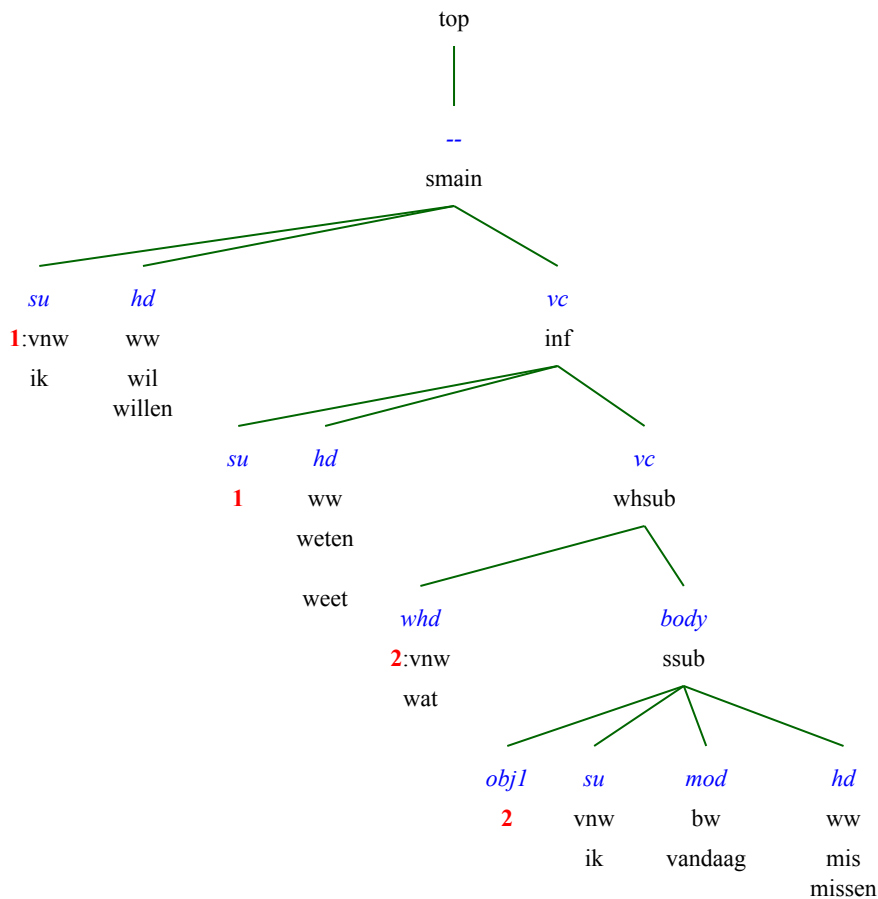 top
--
smain
su hd vc
1:vnw ww inf
ik wil
willen
su hd vc
1 ww whsub
weten
weet
whd body
2:vnw ssub
wat
obj1 su mod hd
2 vnw bw ww
ik vandaag mis
missen